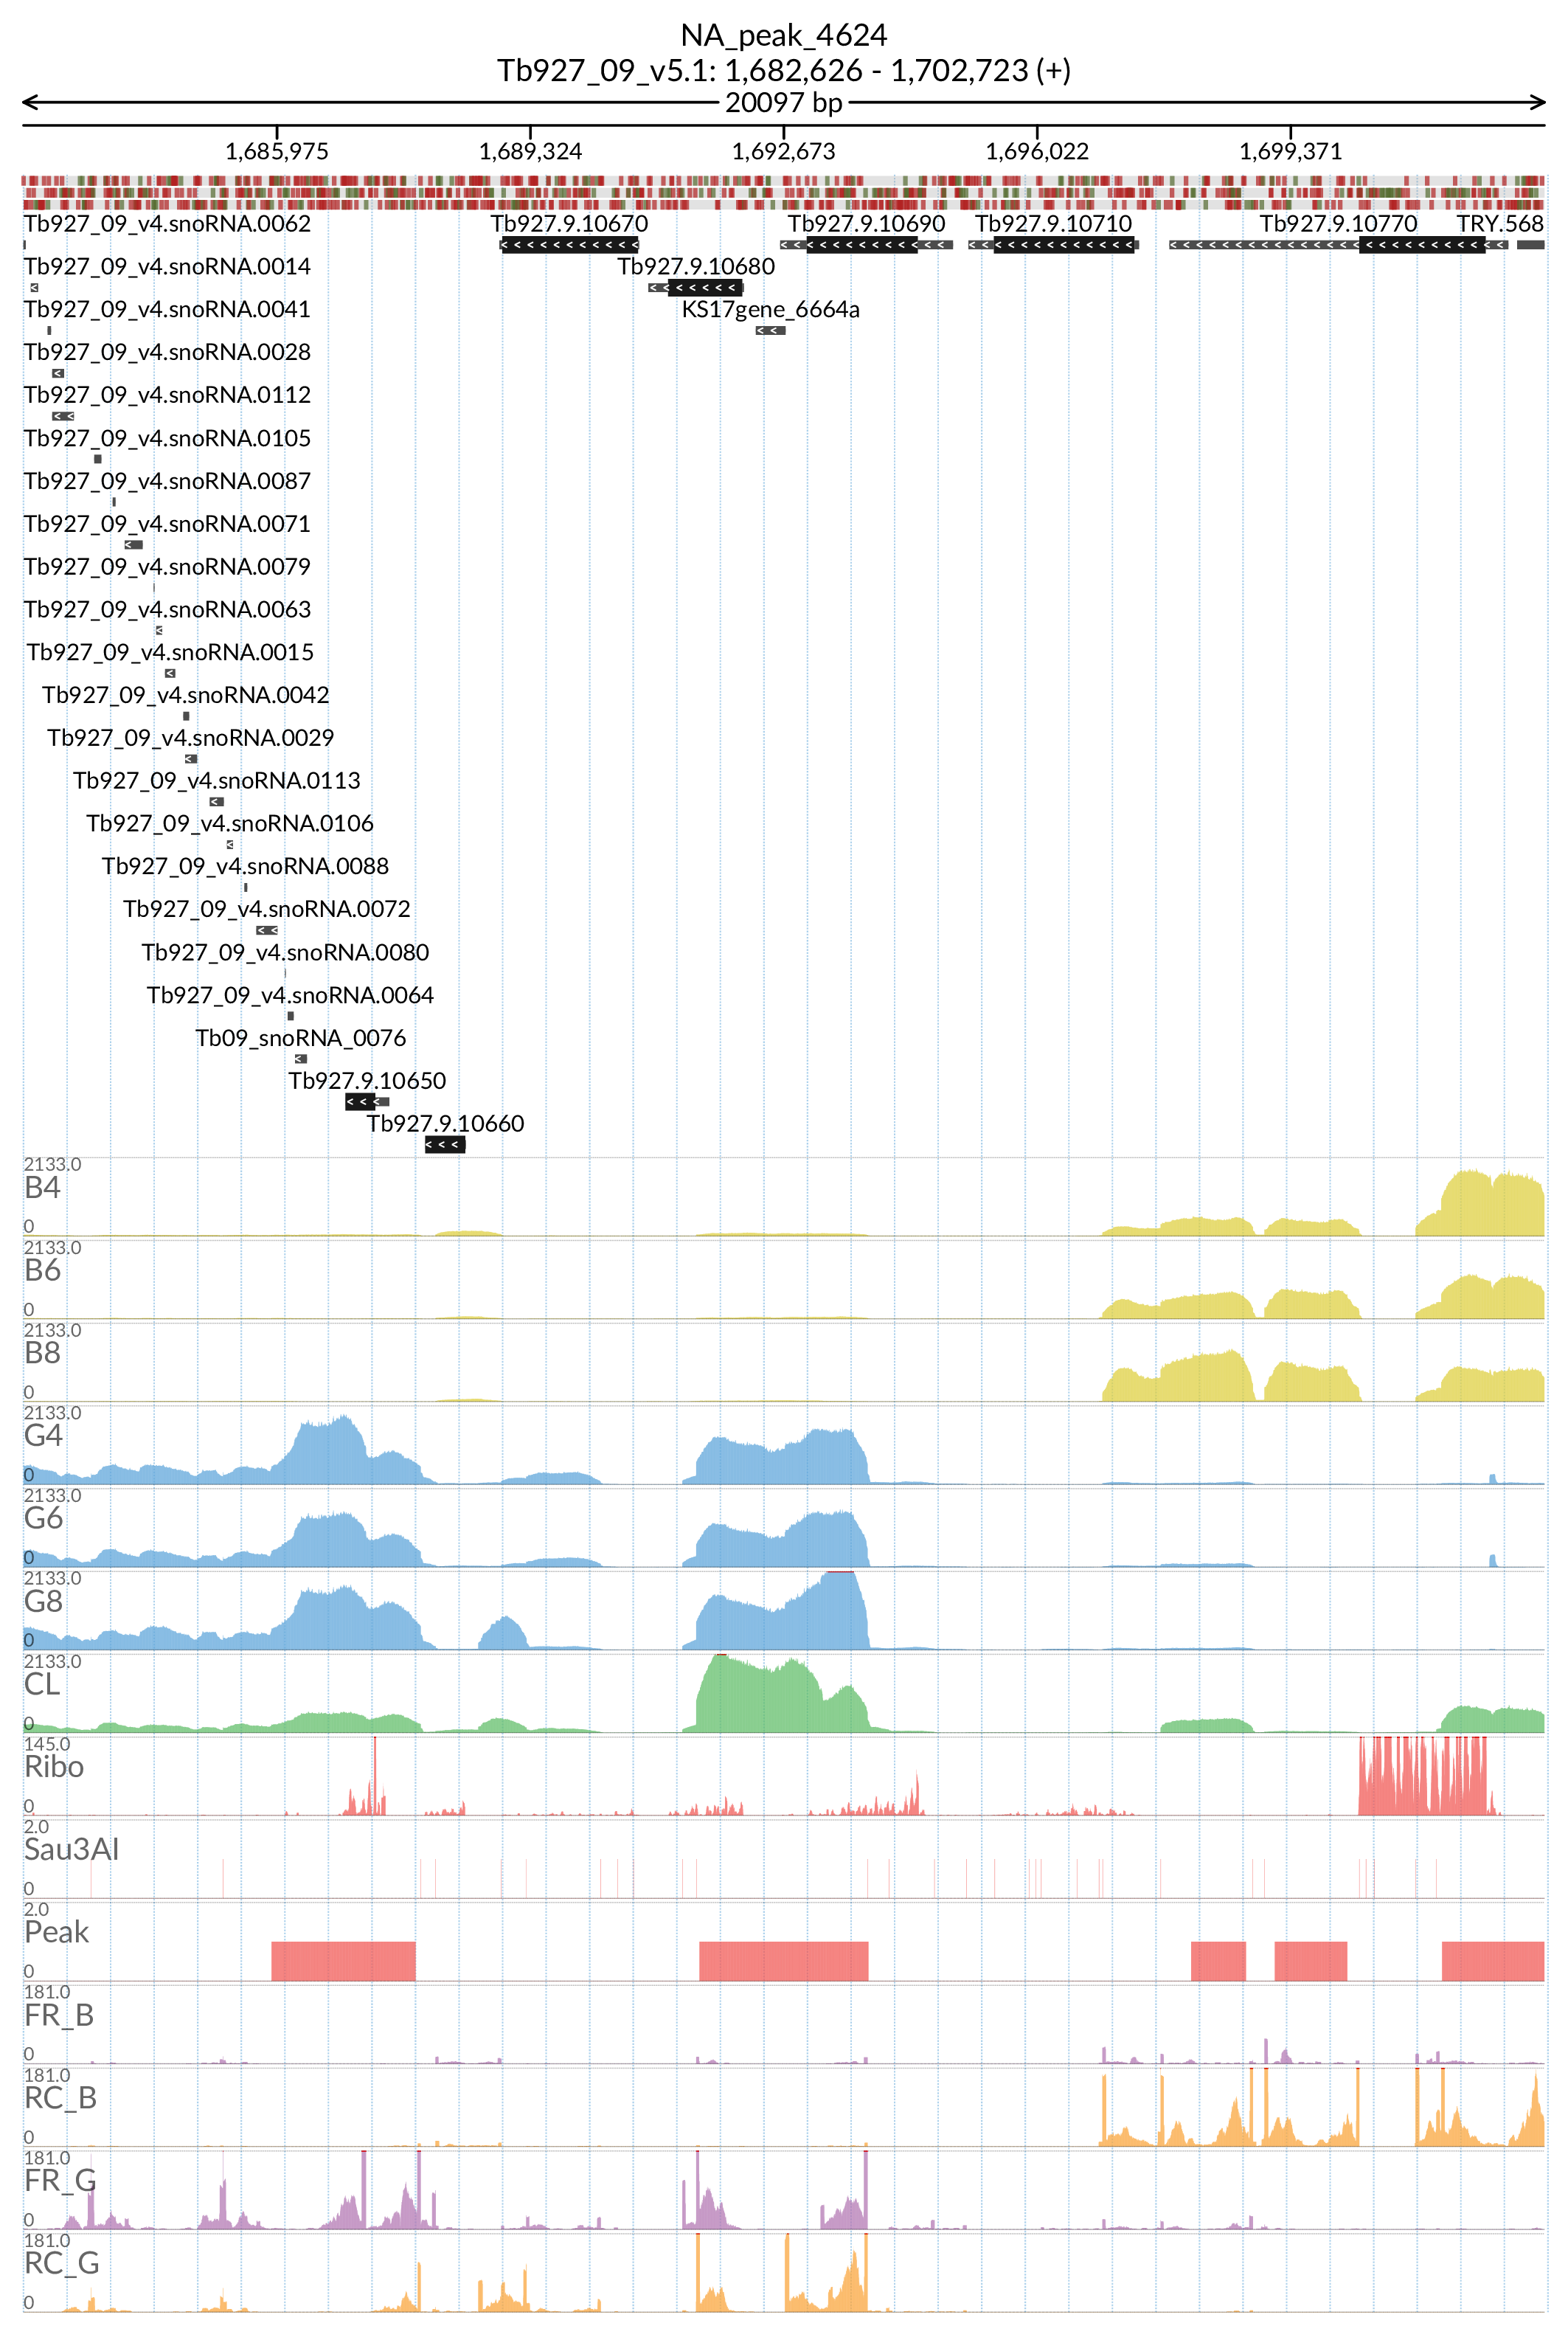 NA_peak_4624
Tb927_09_v5.1: 1,682,626 - 1,702,723 (+)
20097 bp
1,685,975 1,689,324 1,692,673 1,696,022 1,699,371
Tb927_09_v4.snoRNA.0062 Tb927.9.10670 Tb927.9.10690 Tb927.9.10710 Tb927.9.10770 TRY.568
Tb927_09_v4.snoRNA.0014 Tb927.9.10680
Tb927_09_v4.snoRNA.0041 KS17gene_6664a
Tb927_09_v4.snoRNA.0028
Tb927_09_v4.snoRNA.0112
Tb927_09_v4.snoRNA.0105
Tb927_09_v4.snoRNA.0087
Tb927_09_v4.snoRNA.0071
Tb927_09_v4.snoRNA.0079
Tb927_09_v4.snoRNA.0063
Tb927_09_v4.snoRNA.0015
Tb927_09_v4.snoRNA.0042
Tb927_09_v4.snoRNA.0029
Tb927_09_v4.snoRNA.0113
Tb927_09_v4.snoRNA.0106
Tb927_09_v4.snoRNA.0088
Tb927_09_v4.snoRNA.0072
Tb927_09_v4.snoRNA.0080
Tb927_09_v4.snoRNA.0064
Tb09_snoRNA_0076
Tb927.9.10650
Tb927.9.10660
2133.0
B4
0
2133.0
B6
0
2133.0
B8
0
2133.0
G4
0
2133.0
G6
0
2133.0
G8
0
2133.0
CL
0
145.0
Ribo
0
2.0
Sau3AI
0
2.0
Peak
0
181.0
FR_B
0
181.0
RC_B
0
181.0
FR_G
0
181.0
RC_G
0